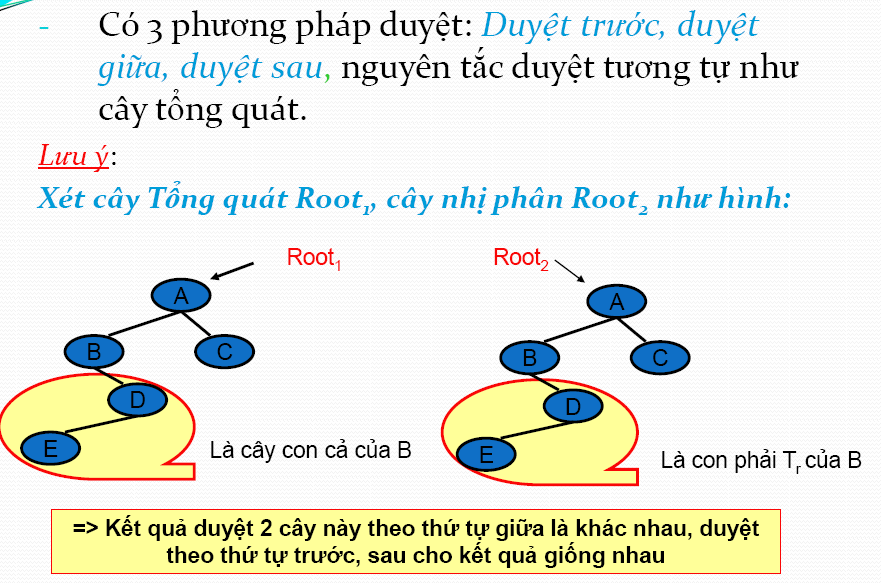 - Có 3 phương pháp duyệt: Duyệt trước, duyệt
giữa, duyệt sau, nguyên tắc duyệt tương tự như
cây tổng quát.
Lưu ý:
Xét cây Tổng quát Root1, cây nhị phân Root2 như hình:
Root1
A
B
C
D
E
Là cây con cả của B
Root2
A
B
C
D
E
Là con phải Tr của B
=> Kết quả duyệt 2 cây này theo thứ tự giữa là khác nhau, duyệt
theo thứ tự trước, sau cho kết quả giống nhau